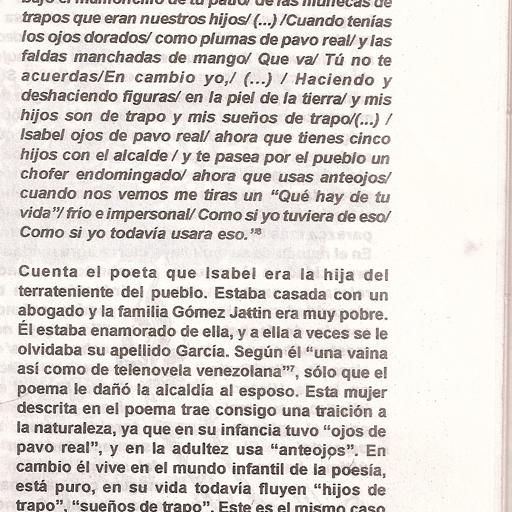 bajo el mamoncillo de tu patio/ de las muñecas de
trapos que eran nuestros hijos/ (...) /Cuando tenías
los ojos dorados/ como plumas de pavo real/ y las
faldas manchadas de mango/ Que va/ Tú no te
acuerdas/En cambio yo,/ (...) / Haciendo y
deshaciendo figuras/ en la piel de la tierra/ y mis
hijos son de trapo y mis sueños de trapo/(...) /
Isabel ojos de pavo real/ ahora que tienes cinco
hijos con el alcalde / y te pasea por el pueblo un
chofer endomingado/ ahora que usas anteojos/
cuando nos vemos me tiras un “Qué hay de tu
vida”/ frío e impersonal/ Como si yo tuviera de eso/
Como si yo todavía usara eso.”⁸
Cuenta el poeta que Isabel era la hija del
terrateniente del pueblo. Estaba casada con un
abogado y la familia Gómez Jattin era muy pobre.
Él estaba enamorado de ella, y a ella a veces se le
olvidaba su apellido García. Según él “una vaina
así como de telenovela venezolana”⁷, sólo que el
poema le dañó la alcaldía al esposo. Esta mujer
descrita en el poema trae consigo una traición a
la naturaleza, ya que en su infancia tuvo “ojos de
pavo real”, y en la adultez usa “anteojos”. En
cambio él vive en el mundo infantil de la poesía,
está puro, en su vida todavía fluyen “hijos de
trapo”, “sueños de trapo”. Este es el mismo caso